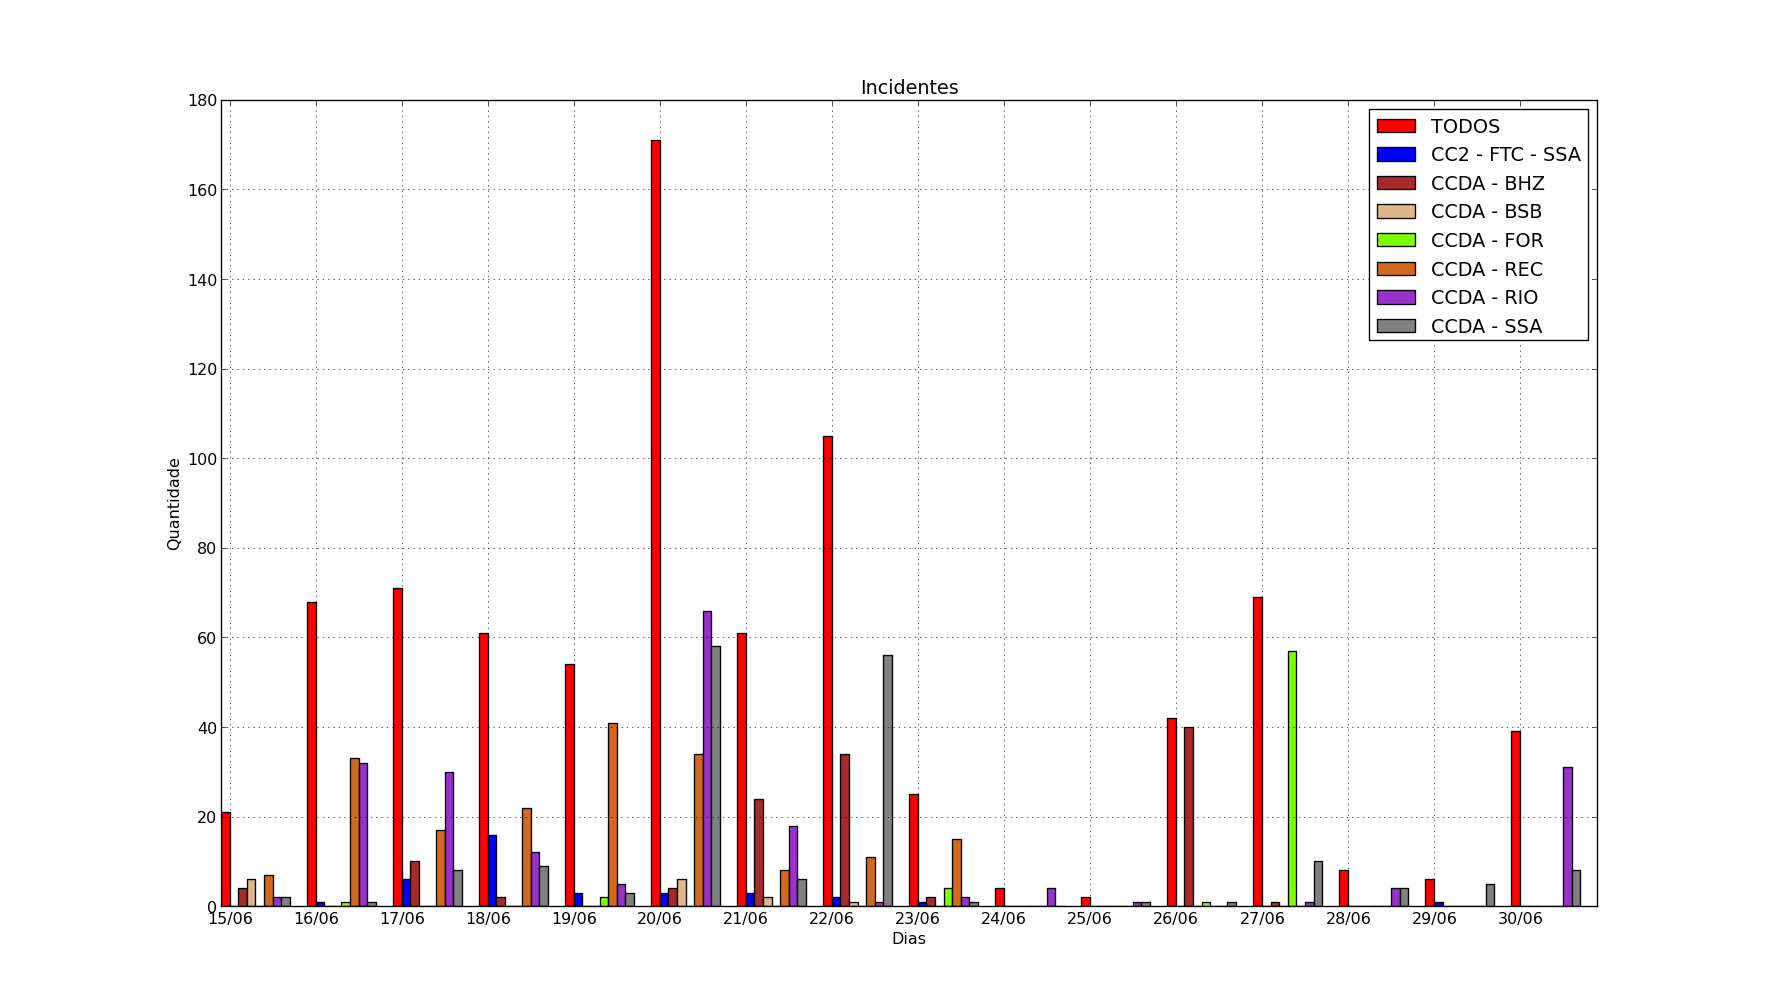 Incidentes
180
160
140
120
100
80
60
40
20
0
Quantidade
TODOS
CC2 - FTC - SSA
CCDA - BHZ
CCDA - BSB
CCDA - FOR
CCDA - REC
CCDA - RIO
CCDA - SSA
15/06 16/06 17/06 18/06 19/06 20/06 21/06 22/06 23/06 24/06 25/06 26/06 27/06 28/06 29/06 30/06
Dias